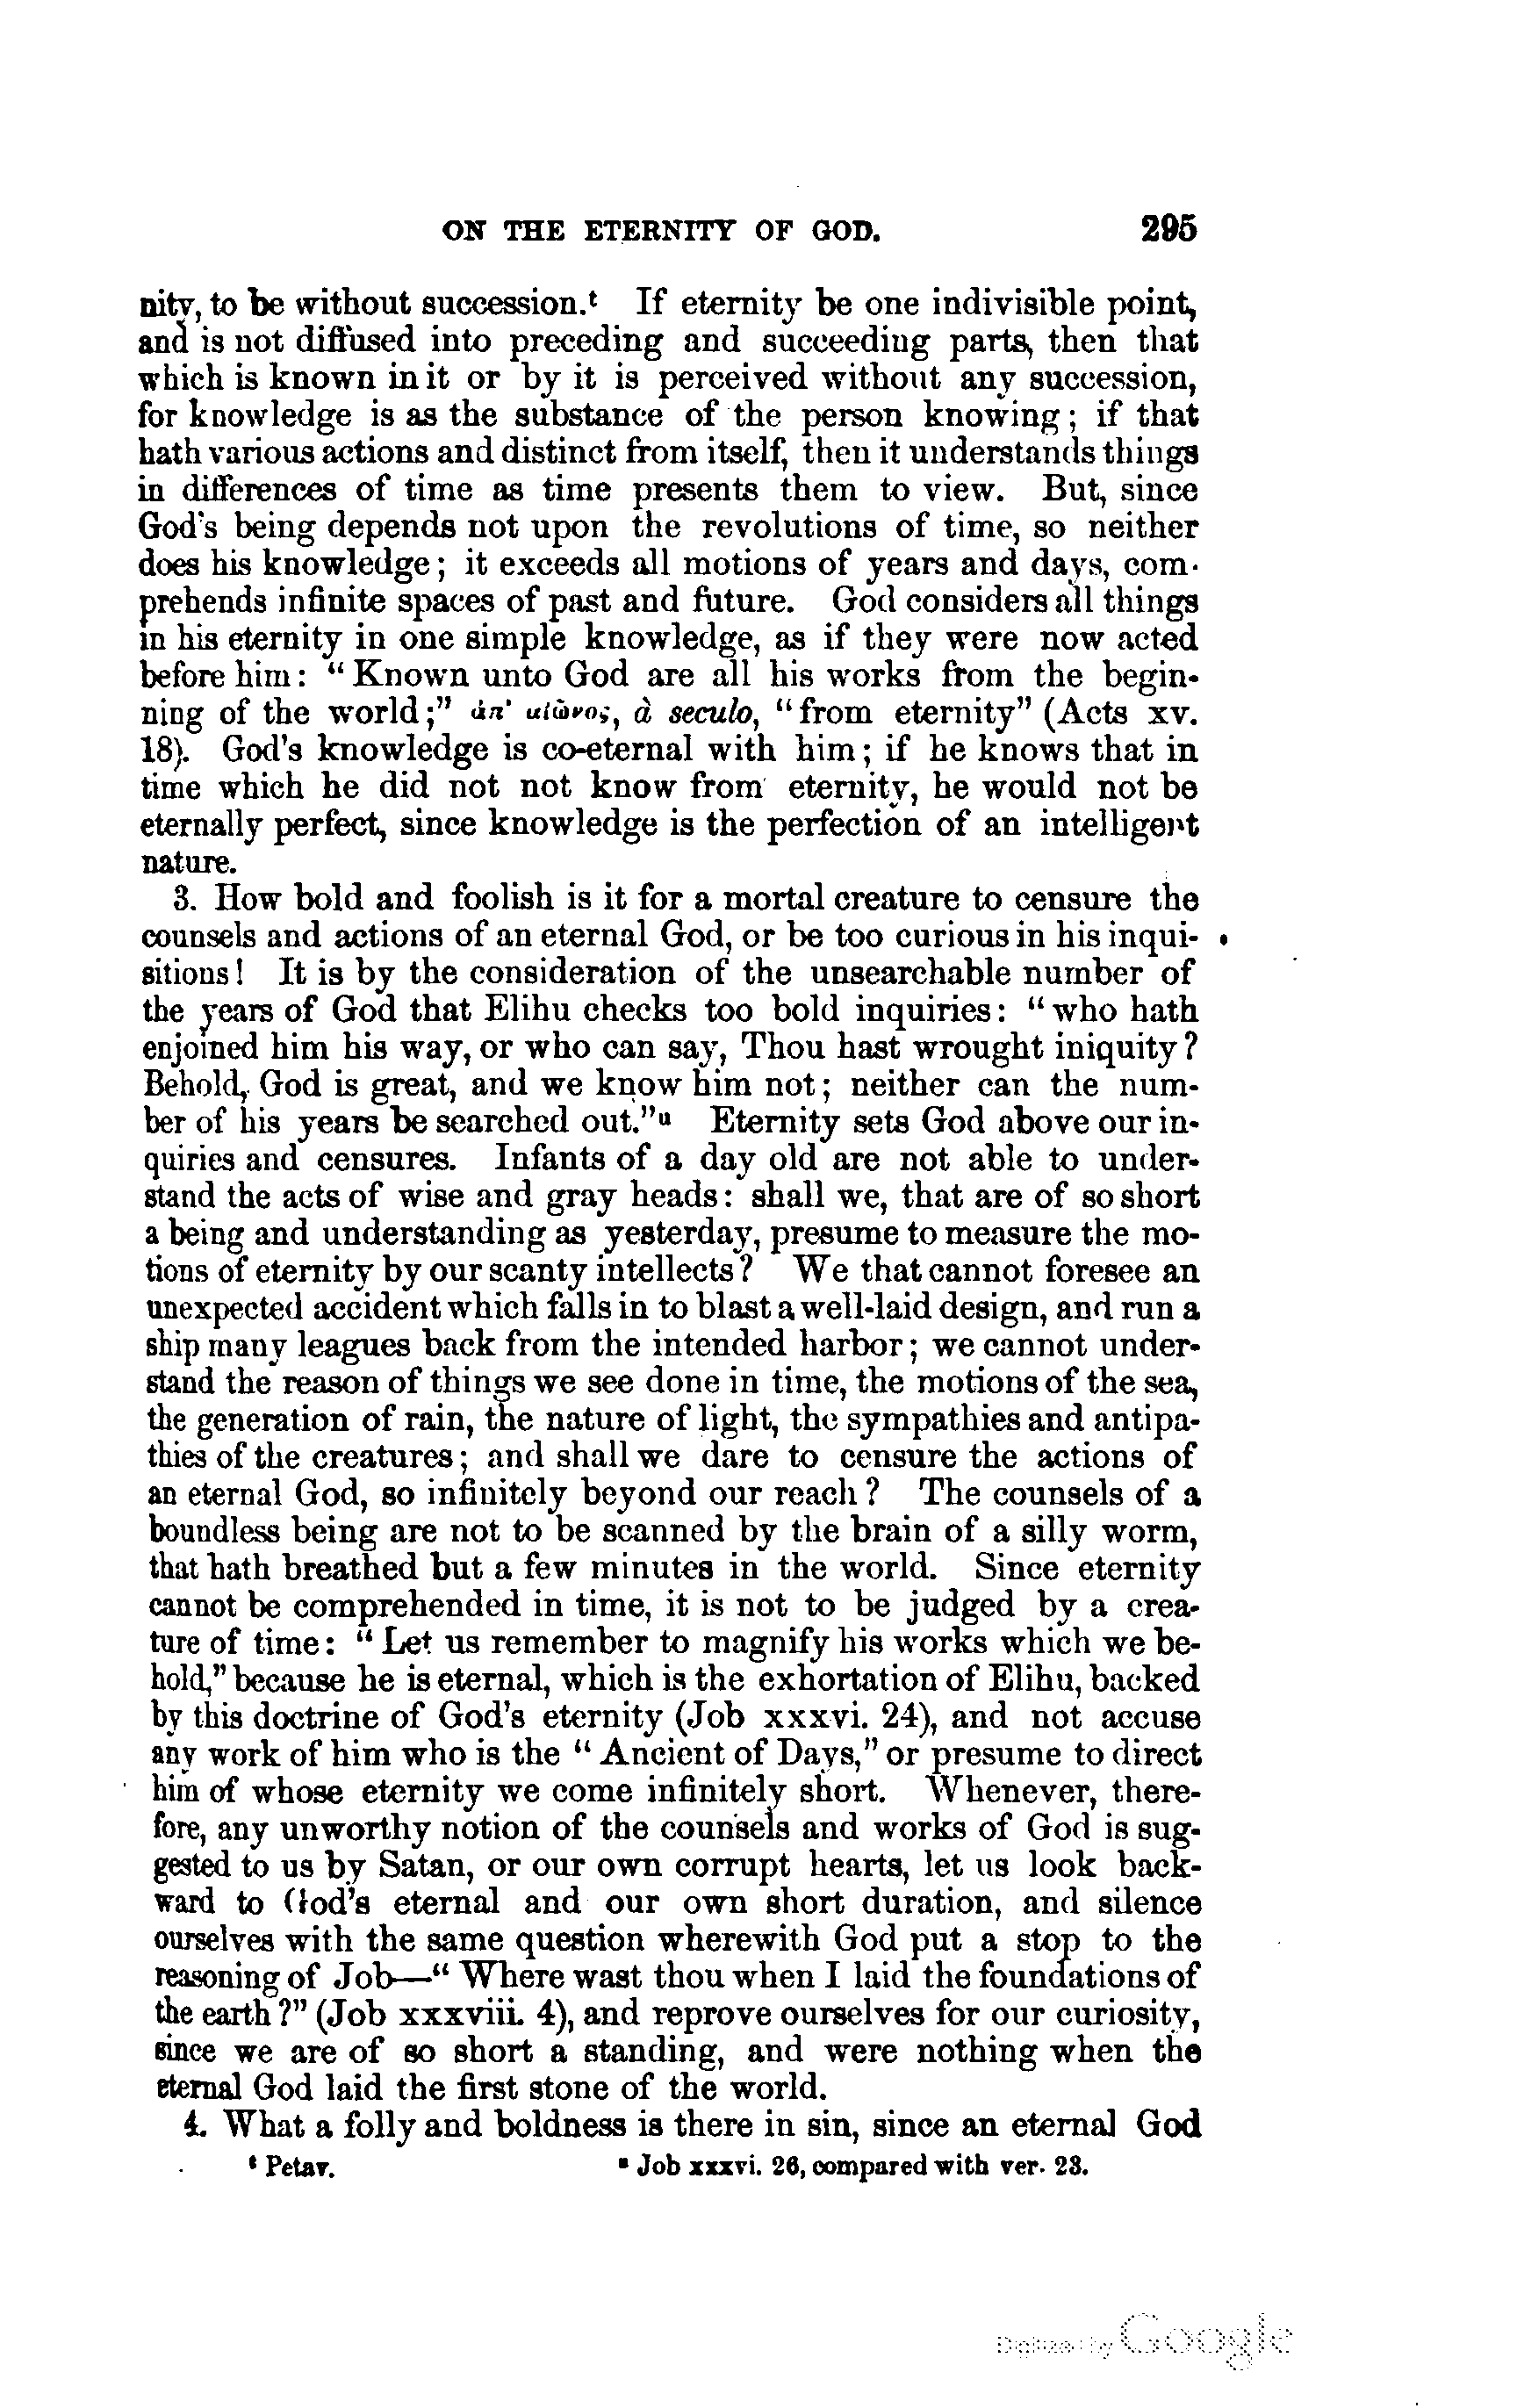 ON THE ETERNITY OF GOD. 295
nity, to be without succession.ᵗ If eternity be one indivisible point,
and is not diffused into preceding and succeeding parts, then that
which is known in it or by it is perceived without any succession,
for knowledge is as the substance of the person knowing; if that
hath various actions and distinct from itself, then it understands things
in differences of time as time presents them to view. But, since
God's being depends not upon the revolutions of time, so neither
does his knowledge; it exceeds all motions of years and days, com-
prehends infinite spaces of past and future. God considers all things
in his eternity in one simple knowledge, as if they were now acted
before him: "Known unto God are all his works from the begin-
ning of the world;" ἀπ' αἰῶνος, à seculo, "from eternity" (Acts xv.
18). God's knowledge is co-eternal with him; if he knows that in
time which he did not not know from eternity, he would not be
eternally perfect, since knowledge is the perfection of an intelligent
nature.
3. How bold and foolish is it for a mortal creature to censure the
counsels and actions of an eternal God, or be too curious in his inqui-
sitions! It is by the consideration of the unsearchable number of
the years of God that Elihu checks too bold inquiries: "who hath
enjoined him his way, or who can say, Thou hast wrought iniquity?
Behold, God is great, and we know him not; neither can the num-
ber of his years be searched out."ᵘ Eternity sets God above our in-
quiries and censures. Infants of a day old are not able to under-
stand the acts of wise and gray heads: shall we, that are of so short
a being and understanding as yesterday, presume to measure the mo-
tions of eternity by our scanty intellects? We that cannot foresee an
unexpected accident which falls in to blast a well-laid design, and run a
ship many leagues back from the intended harbor; we cannot under-
stand the reason of things we see done in time, the motions of the sea,
the generation of rain, the nature of light, the sympathies and antipa-
thies of the creatures; and shall we dare to censure the actions of
an eternal God, so infinitely beyond our reach? The counsels of a
boundless being are not to be scanned by the brain of a silly worm,
that hath breathed but a few minutes in the world. Since eternity
cannot be comprehended in time, it is not to be judged by a crea-
ture of time: "Let us remember to magnify his works which we be-
hold," because he is eternal, which is the exhortation of Elihu, backed
by this doctrine of God's eternity (Job xxxvi. 24), and not accuse
any work of him who is the "Ancient of Days," or presume to direct
him of whose eternity we come infinitely short. Whenever, there-
fore, any unworthy notion of the counsels and works of God is sug-
gested to us by Satan, or our own corrupt hearts, let us look back-
ward to God's eternal and our own short duration, and silence
ourselves with the same question wherewith God put a stop to the
reasoning of Job—"Where wast thou when I laid the foundations of
the earth?" (Job xxxviii. 4), and reprove ourselves for our curiosity,
since we are of so short a standing, and were nothing when the
eternal God laid the first stone of the world.
4. What a folly and boldness is there in sin, since an eternal God
ᵗ Petav. ᵘ Job xxxvi. 26, compared with ver. 23.
Digitized by Google